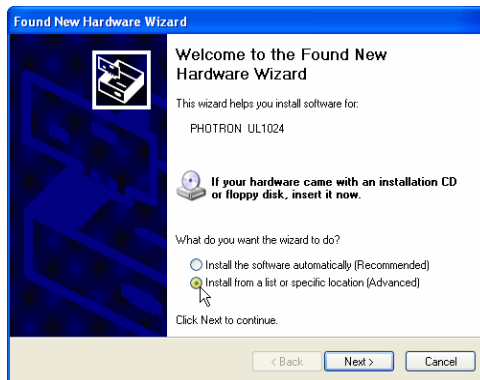 Found New Hardware Wizard
Welcome to the Found New
Hardware Wizard
This wizard helps you install software for:
PHOTRON UL1024
If your hardware came with an installation CD
or floppy disk, insert it now.
What do you want the wizard to do?
Install the software automatically (Recommended)
Install from a list or specific location (Advanced)
Click Next to continue.
< Back
Next >
Cancel